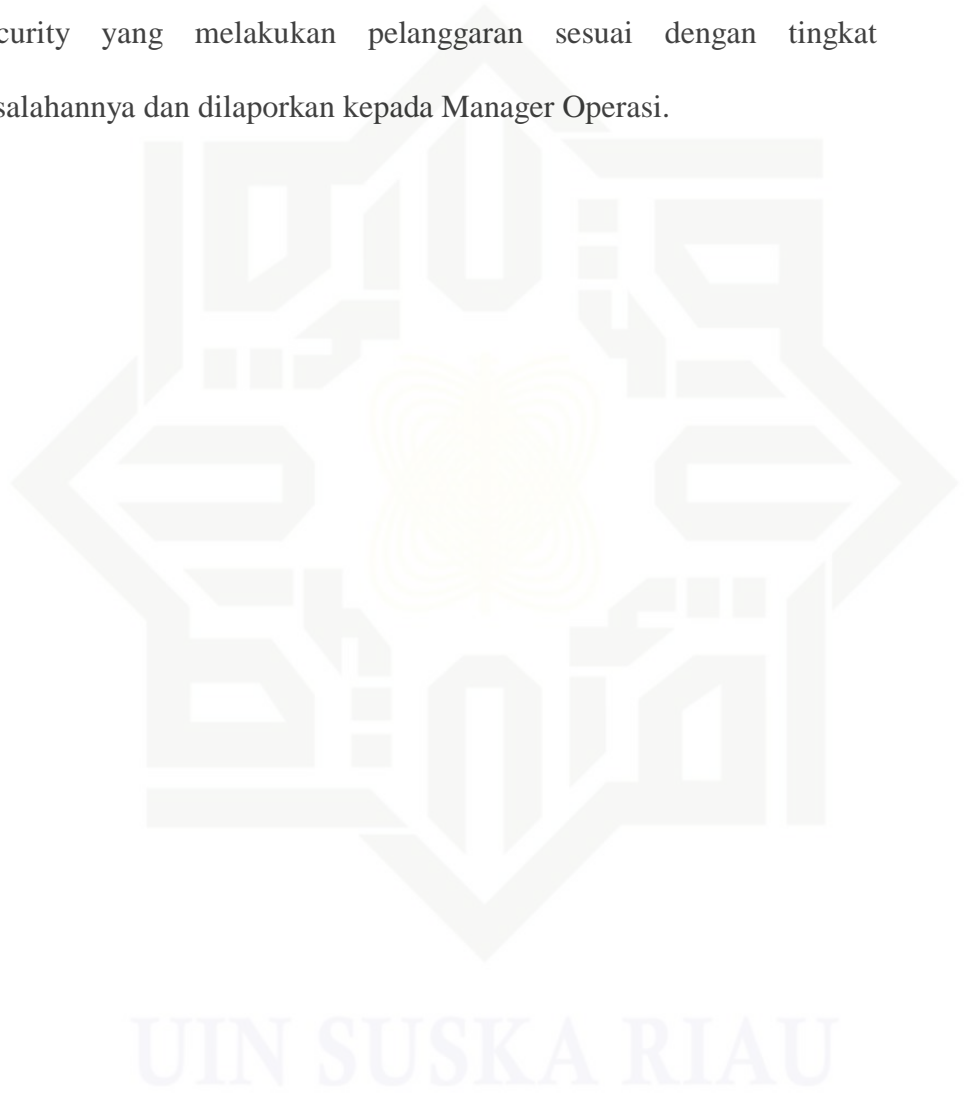 curity yang melakukan pelanggaran sesuai dengan tingkat
salahannya dan dilaporkan kepada Manager Operasi.
UIN SUSKA RIAU